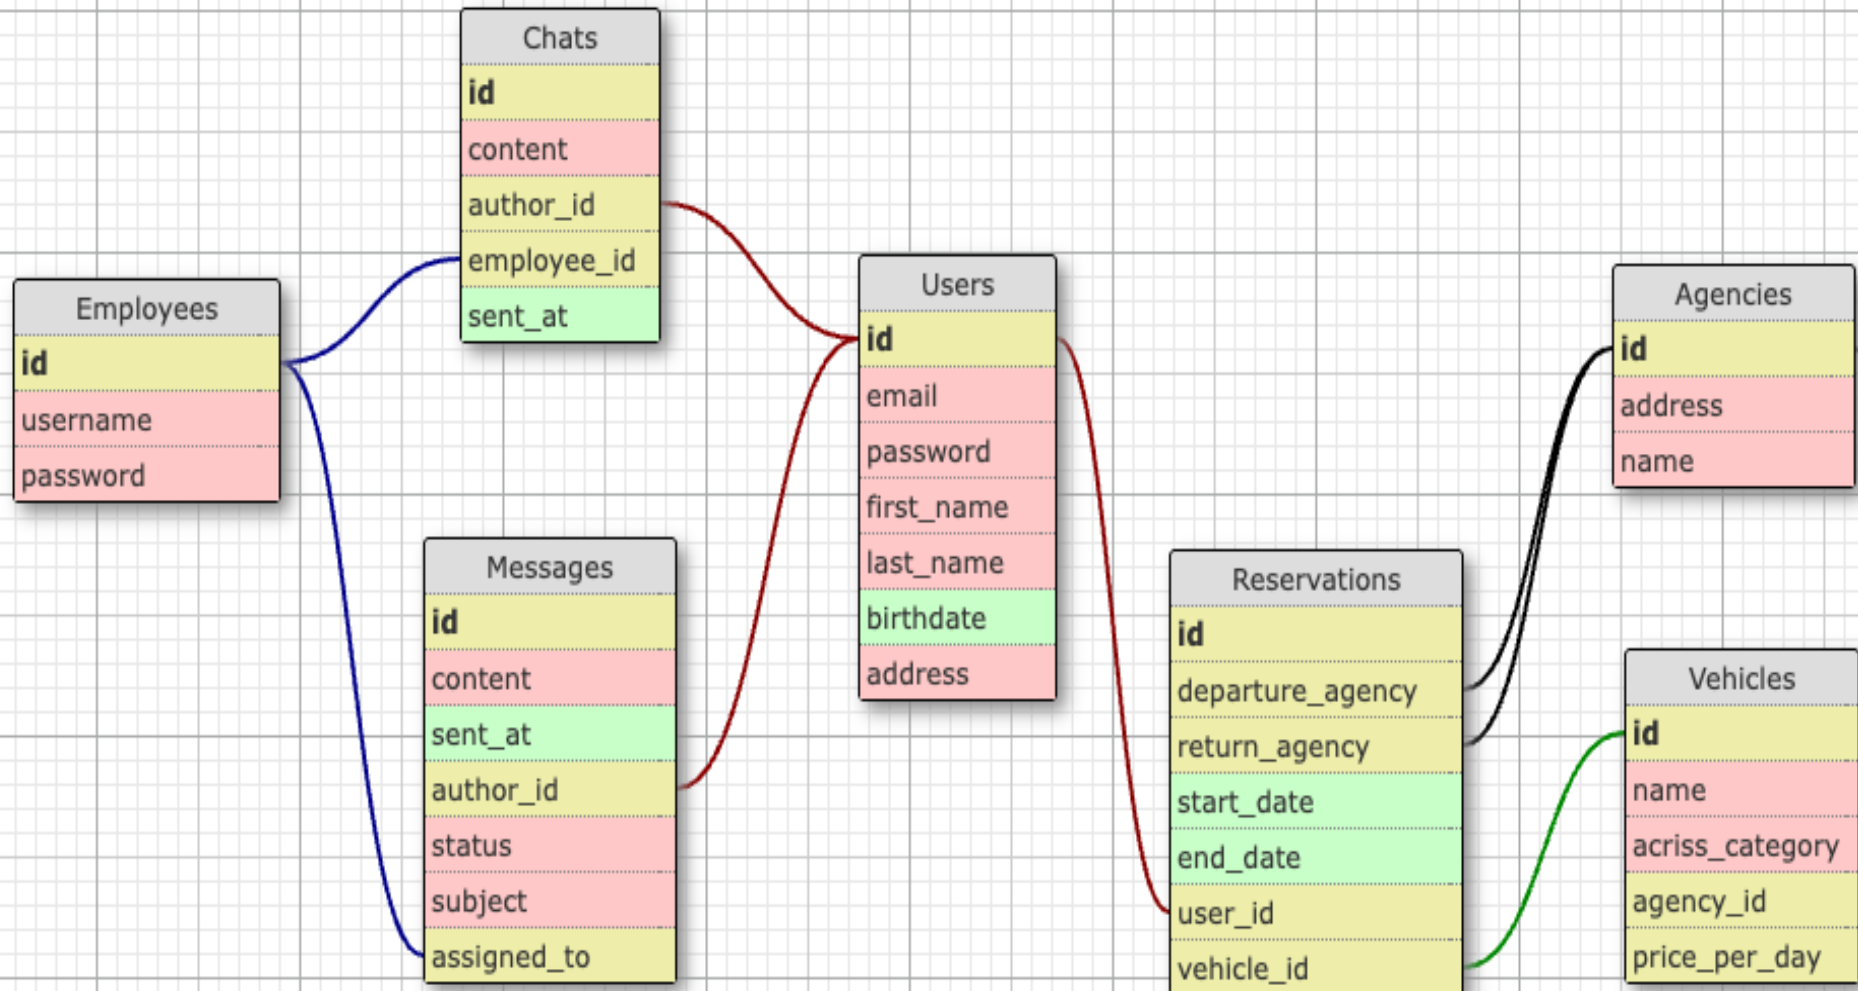 Chats
id
content
author_id
employee_id
sent_at
Employees
id
username
password
Messages
id
content
sent_at
author_id
status
subject
assigned_to
Users
id
email
password
first_name
last_name
birthdate
address
Reservations
id
departure_agency
return_agency
start_date
end_date
user_id
vehicle_id
Agencies
id
address
name
Vehicles
id
name
acriss_category
agency_id
price_per_day